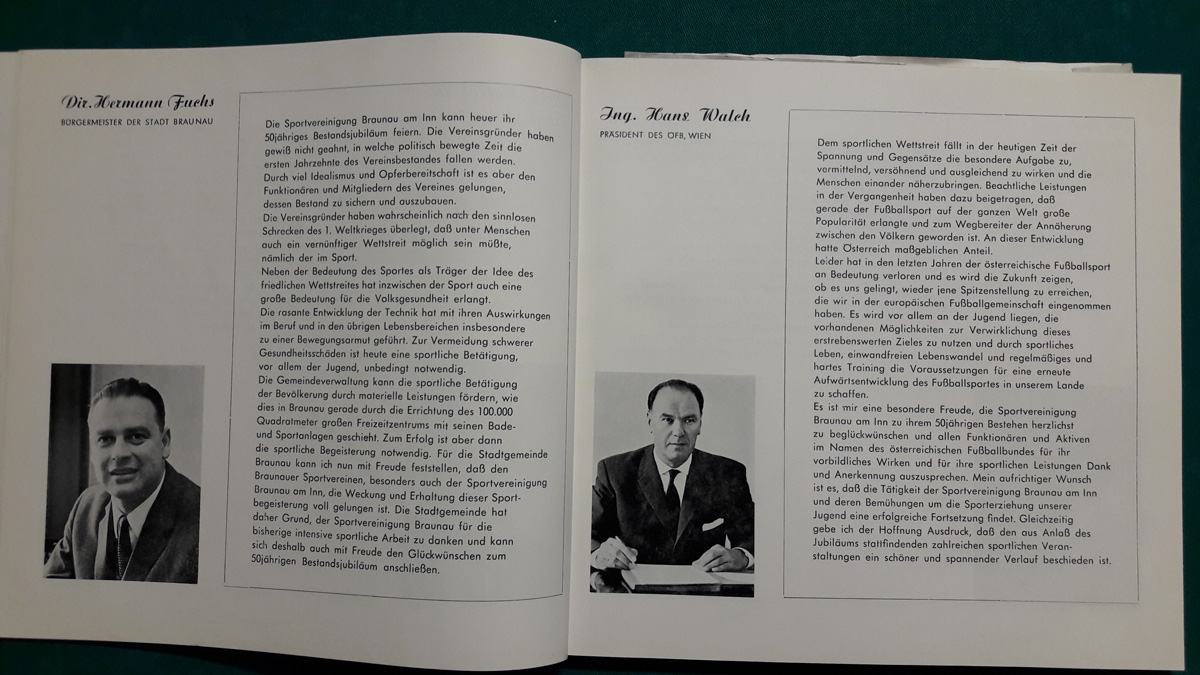 Dir. Hermann Fuchs
BÜRGERMEISTER DER STADT BRAUNAU
Die Sportvereinigung Braunau am Inn kann heuer ihr
50jähriges Bestandsjubiläum feiern. Die Vereinsgründer haben
gewiß nicht geahnt, in welche politisch bewegte Zeit die
ersten Jahrzehnte des Vereinsbestandes fallen werden.
Durch viel Idealismus und Opferbereitschaft ist es aber den
Funktionären und Mitgliedern des Vereines gelungen,
dessen Bestand zu sichern und auszubauen.
Die Vereinsgründer haben wahrscheinlich nach den sinnlosen
Schrecken des 1. Weltkrieges überlegt, daß unter Menschen
auch ein vernünftiger Wettstreit möglich sein müßte,
nämlich der im Sport.
Neben der Bedeutung des Sportes als Träger der Idee des
friedlichen Wettstreites hat inzwischen der Sport auch eine
große Bedeutung für die Volksgesundheit erlangt.
Die rasante Entwicklung der Technik hat mit ihren Auswirkungen
im Beruf und in den übrigen Lebensbereichen insbesondere
zu einer Bewegungsarmut geführt. Zur Vermeidung schwerer
Gesundheitsschäden ist heute eine sportliche Betätigung,
vor allem der Jugend, unbedingt notwendig.
Die Gemeindeverwaltung kann die sportliche Betätigung
der Bevölkerung durch materielle Leistungen fördern, wie
dies in Braunau gerade durch die Errichtung des 100.000
Quadratmeter großen Freizeitzentrums mit seinen Bade-
und Sportanlagen geschieht. Zum Erfolg ist aber dann
die sportliche Begeisterung notwendig. Für die Stadtgemeinde
Braunau kann ich nun mit Freude feststellen, daß den
Braunauer Sportvereinen, besonders auch der Sportvereinigung
Braunau am Inn, die Weckung und Erhaltung dieser Sport-
begeisterung voll gelungen ist. Die Stadtgemeinde hat
daher Grund, der Sportvereinigung Braunau für die
bisherige intensive sportliche Arbeit zu danken und kann
sich deshalb auch mit Freude den Glückwünschen zum
50jährigen Bestandsjubiläum anschließen.
Ing. Hans Walch
PRÄSIDENT DES ÖFB, WIEN
Dem sportlichen Wettstreit fällt in der heutigen Zeit der
Spannung und Gegensätze die besondere Aufgabe zu,
vermittelnd, versöhnend und ausgleichend zu wirken und die
Menschen einander näherzubringen. Beachtliche Leistungen
in der Vergangenheit haben dazu beigetragen, daß
gerade der Fußballsport auf der ganzen Welt große
Popularität erlangte und zum Wegbereiter der Annäherung
zwischen den Völkern geworden ist. An dieser Entwicklung
hatte Österreich maßgeblichen Anteil.
Leider hat in den letzten Jahren der österreichische Fußballsport
an Bedeutung verloren und es wird die Zukunft zeigen,
ob es uns gelingt, wieder jene Spitzenstellung zu erreichen,
die wir in der europäischen Fußballgemeinschaft eingenommen
haben. Es wird vor allem an der Jugend liegen, die
vorhandenen Möglichkeiten zur Verwirklichung dieses
erstrebenswerten Zieles zu nutzen und durch sportliches
Leben, einwandfreien Lebenswandel und regelmäßiges und
hartes Training die Voraussetzungen für eine erneute
Aufwärtsentwicklung des Fußballsportes in unserem Lande
zu schaffen.
Es ist mir eine besondere Freude, die Sportvereinigung
Braunau am Inn zu ihrem 50jährigen Bestehen herzlichst
zu beglückwünschen und allen Funktionären und Aktiven
im Namen des österreichischen Fußballbundes für ihr
vorbildliches Wirken und für ihre sportlichen Leistungen Dank
und Anerkennung auszusprechen. Mein aufrichtiger Wunsch
ist es, daß die Tätigkeit der Sportvereinigung Braunau am Inn
und deren Bemühungen um die Sporterziehung unserer
Jugend eine erfolgreiche Fortsetzung findet. Gleichzeitig
gebe ich der Hoffnung Ausdruck, daß den aus Anlaß des
Jubiläums stattfindenden zahlreichen sportlichen Veran-
staltungen ein schöner und spannender Verlauf beschieden ist.